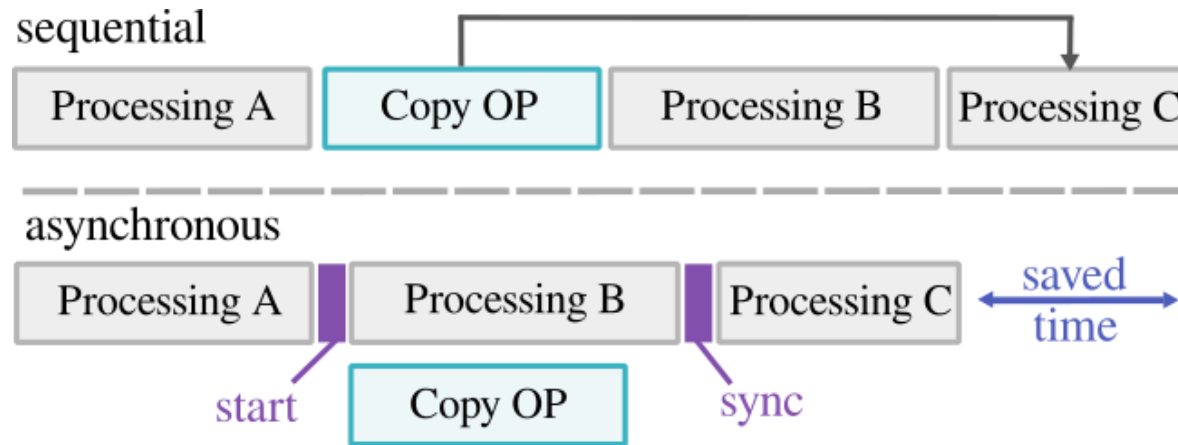 sequential
Processing A
Copy OP
Processing B
Processing C
asynchronous
Processing A
Processing B
Processing C
saved
time
start
Copy OP
sync